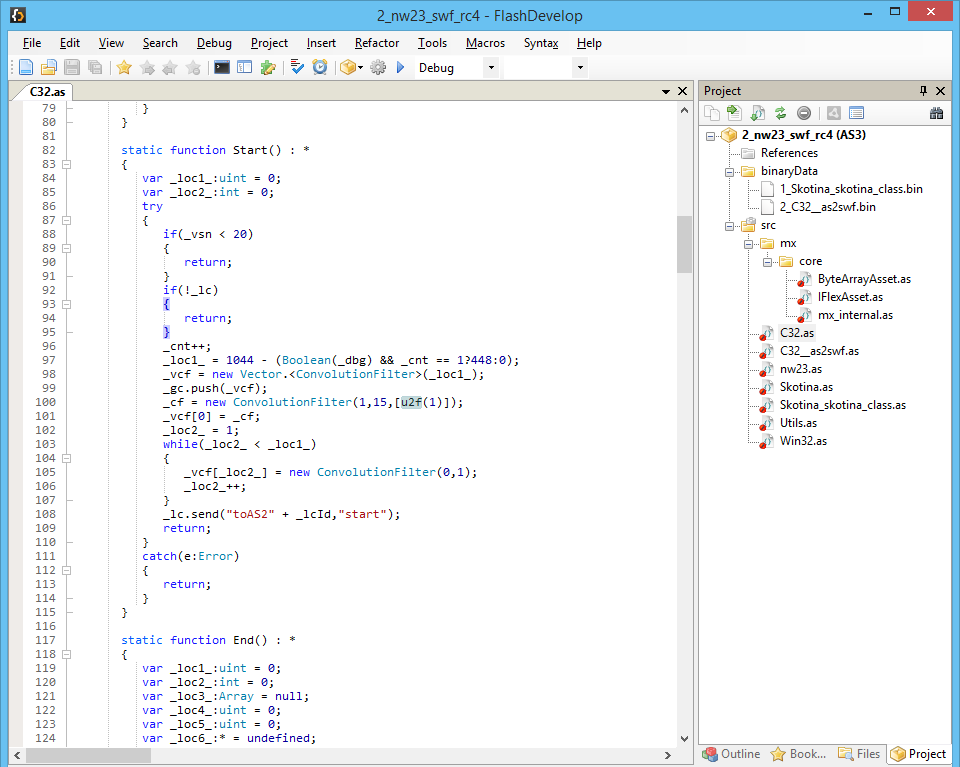 2_nw23_swf_rc4 - FlashDevelop
File Edit View Search Debug Project Insert Refactor Tools Macros Syntax Help
Debug
C32.as
79 }
80 }
81
82 static function Start() : *
83 {
84 var _loc1_:uint = 0;
85 var _loc2_:int = 0;
86 try
87 {
88 if(_vsn < 20)
89 {
90 return;
91 }
92 if(!_lc)
93 {
94 return;
95 }
96 _cnt++;
97 _loc1_ = 1044 - (Boolean(_dbg) && _cnt == 1?448:0);
98 _vcf = new Vector.<ConvolutionFilter>(_loc1_);
99 _gc.push(_vcf);
100 _cf = new ConvolutionFilter(1,15,[u2f(1)]);
101 _vcf[0] = _cf;
102 _loc2_ = 1;
103 while(_loc2_ < _loc1_)
104 {
105 _vcf[_loc2_] = new ConvolutionFilter(0,1);
106 _loc2_++;
107 }
108 _lc.send("toAS2" + _lcId,"start");
109 return;
110 }
111 catch(e:Error)
112 {
113 return;
114 }
115 }
116
117 static function End() : *
118 {
119 var _loc1_:uint = 0;
120 var _loc2_:int = 0;
121 var _loc3_:Array = null;
122 var _loc4_:uint = 0;
123 var _loc5_:uint = 0;
124 var _loc6_:* = undefined;
Project
2_nw23_swf_rc4 (AS3)
References
binaryData
1_Skotina_skotina_class.bin
2_C32__as2swf.bin
src
mx
core
ByteArrayAsset.as
IFlexAsset.as
mx_internal.as
C32.as
C32__as2swf.as
nw23.as
Skotina.as
Skotina_skotina_class.as
Utils.as
Win32.as
Outline Book... Files Project